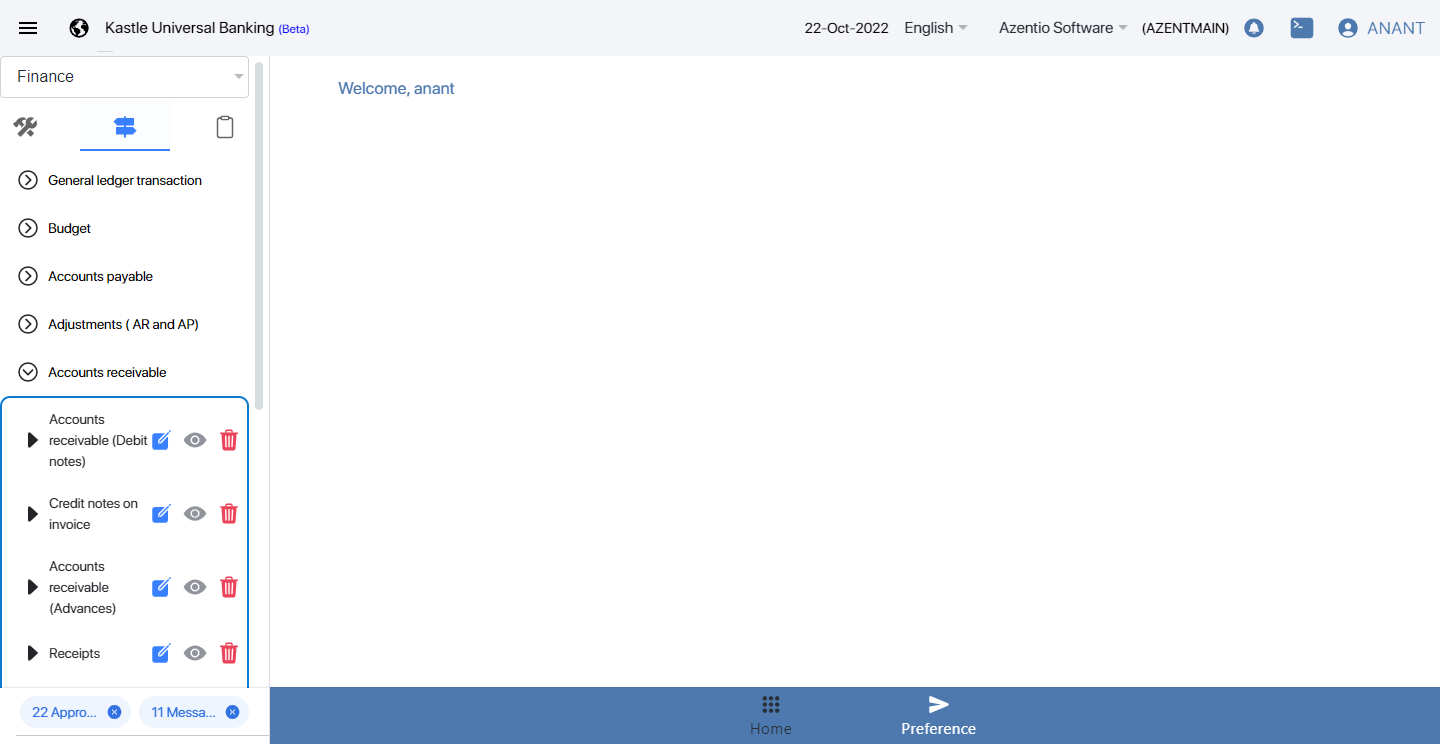 Kastle Universal Banking (Beta)
22-Oct-2022
English
Azentio Software
(AZENTMAIN)
ANANT
Finance
Welcome, anant
General ledger transaction
Budget
Accounts payable
Adjustments ( AR and AP)
Accounts receivable
Accounts
receivable (Debit
notes)
Credit notes on
invoice
Accounts
receivable
(Advances)
Receipts
22 Appro...
11 Messa...
Home
Preference